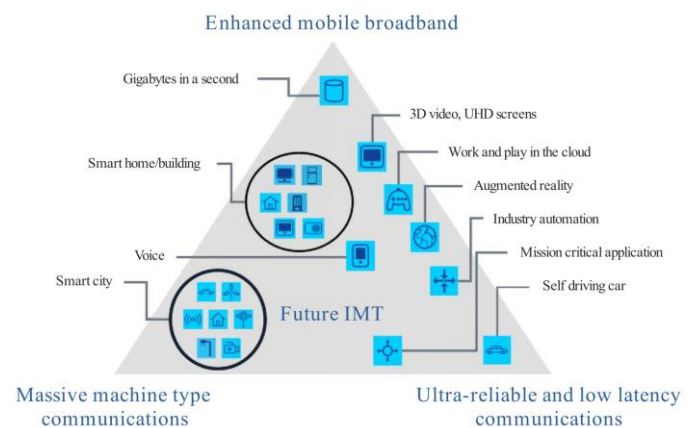 Enhanced mobile broadband
Gigabytes in a second
3D video, UHD screens
Smart home/building
Work and play in the cloud
Augmented reality
Industry automation
Voice
Mission critical application
Smart city
Self driving car
Future IMT
Massive machine type
communications
Ultra-reliable and low latency
communications